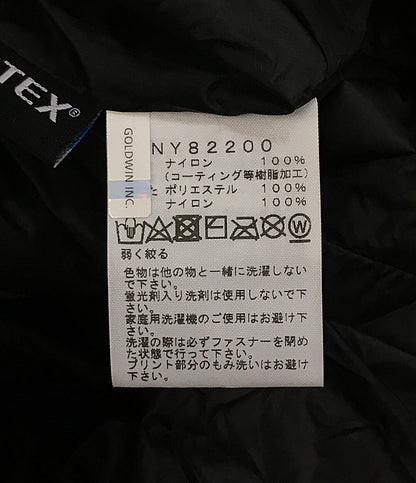 TEX®
GOLDWIN INC.
NY82200
ナイロン 100%
(コーティング等樹脂加工)
と ポリエステル 100%
ナイロン 100%
弱く絞る
色物は他の物と一緒に洗濯しない
で下さい。
蛍光剤入り洗剤は使用しないで下
さい。
家庭用洗濯機のご使用はお避け下
さい。
洗濯の際は必ずファスナーを閉め
た状態で行って下さい。
プリント部分のもみ洗いはお避け
下さい。